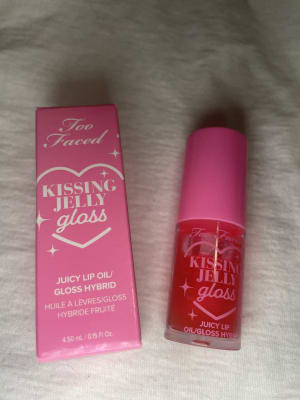 Too
Faced
KISSING
JELLY
gloss
JUICY LIP OIL/
GLOSS HYBRID
HUILE À LÈVRES/GLOSS
HYBRIDE FRUITÉ
4.50 mL / 0.15 Fl. Oz.
Too Faced
KISSING
JELLY
gloss
JUICY LIP
OIL/GLOSS HYBRID